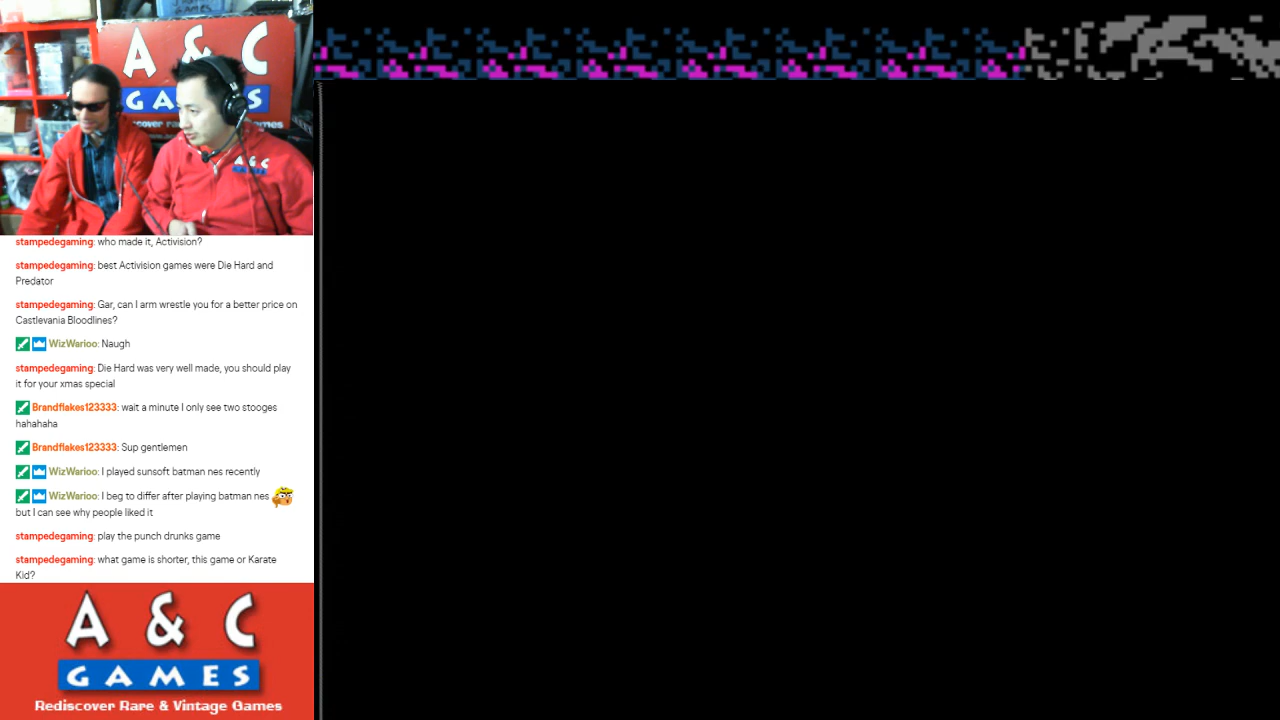 A & C
GAMES
A & C
stampedegaming: who made it, Activision?
stampedegaming: best Activision games were Die Hard and
Predator
stampedegaming: Gar, can I arm wrestle you for a better price on
Castlevania Bloodlines?
WizWarioo: Naugh
stampedegaming: Die Hard was very well made, you should play
it for your xmas special
Brandflakes123333: wait a minute I only see two stooges
hahahaha
Brandflakes123333: Sup gentlemen
WizWarioo: I played sunsoft batman nes recently
WizWarioo: I beg to differ after playing batman nes
but I can see why people liked it
stampedegaming: play the punch drunks game
stampedegaming: what game is shorter, this game or Karate
Kid?
A & C
GAMES
Rediscover Rare & Vintage Games